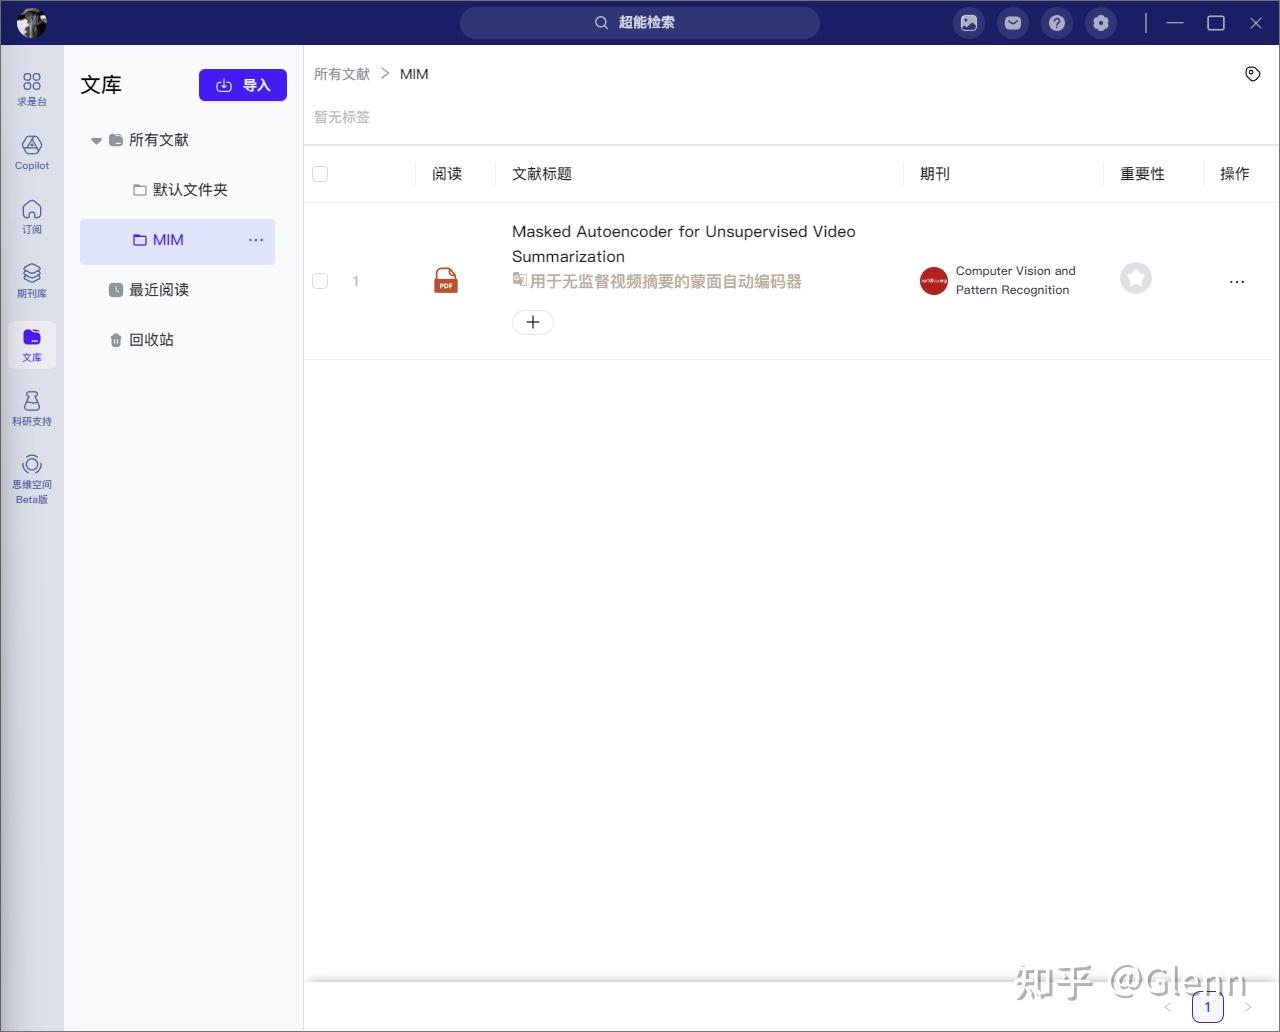 超能检索
求是台
Copilot
订阅
期刊库
文库
科研支持
思维空间
Beta版
文库
导入
所有文献
默认文件夹
MIM
最近阅读
回收站
所有文献 > MIM
暂无标签
阅读 文献标题 期刊 重要性 操作
1
PDF
Masked Autoencoder for Unsupervised Video
Summarization
用于无监督视频摘要的蒙面自动编码器
Computer Vision and
Pattern Recognition
知乎 @Glenn
1